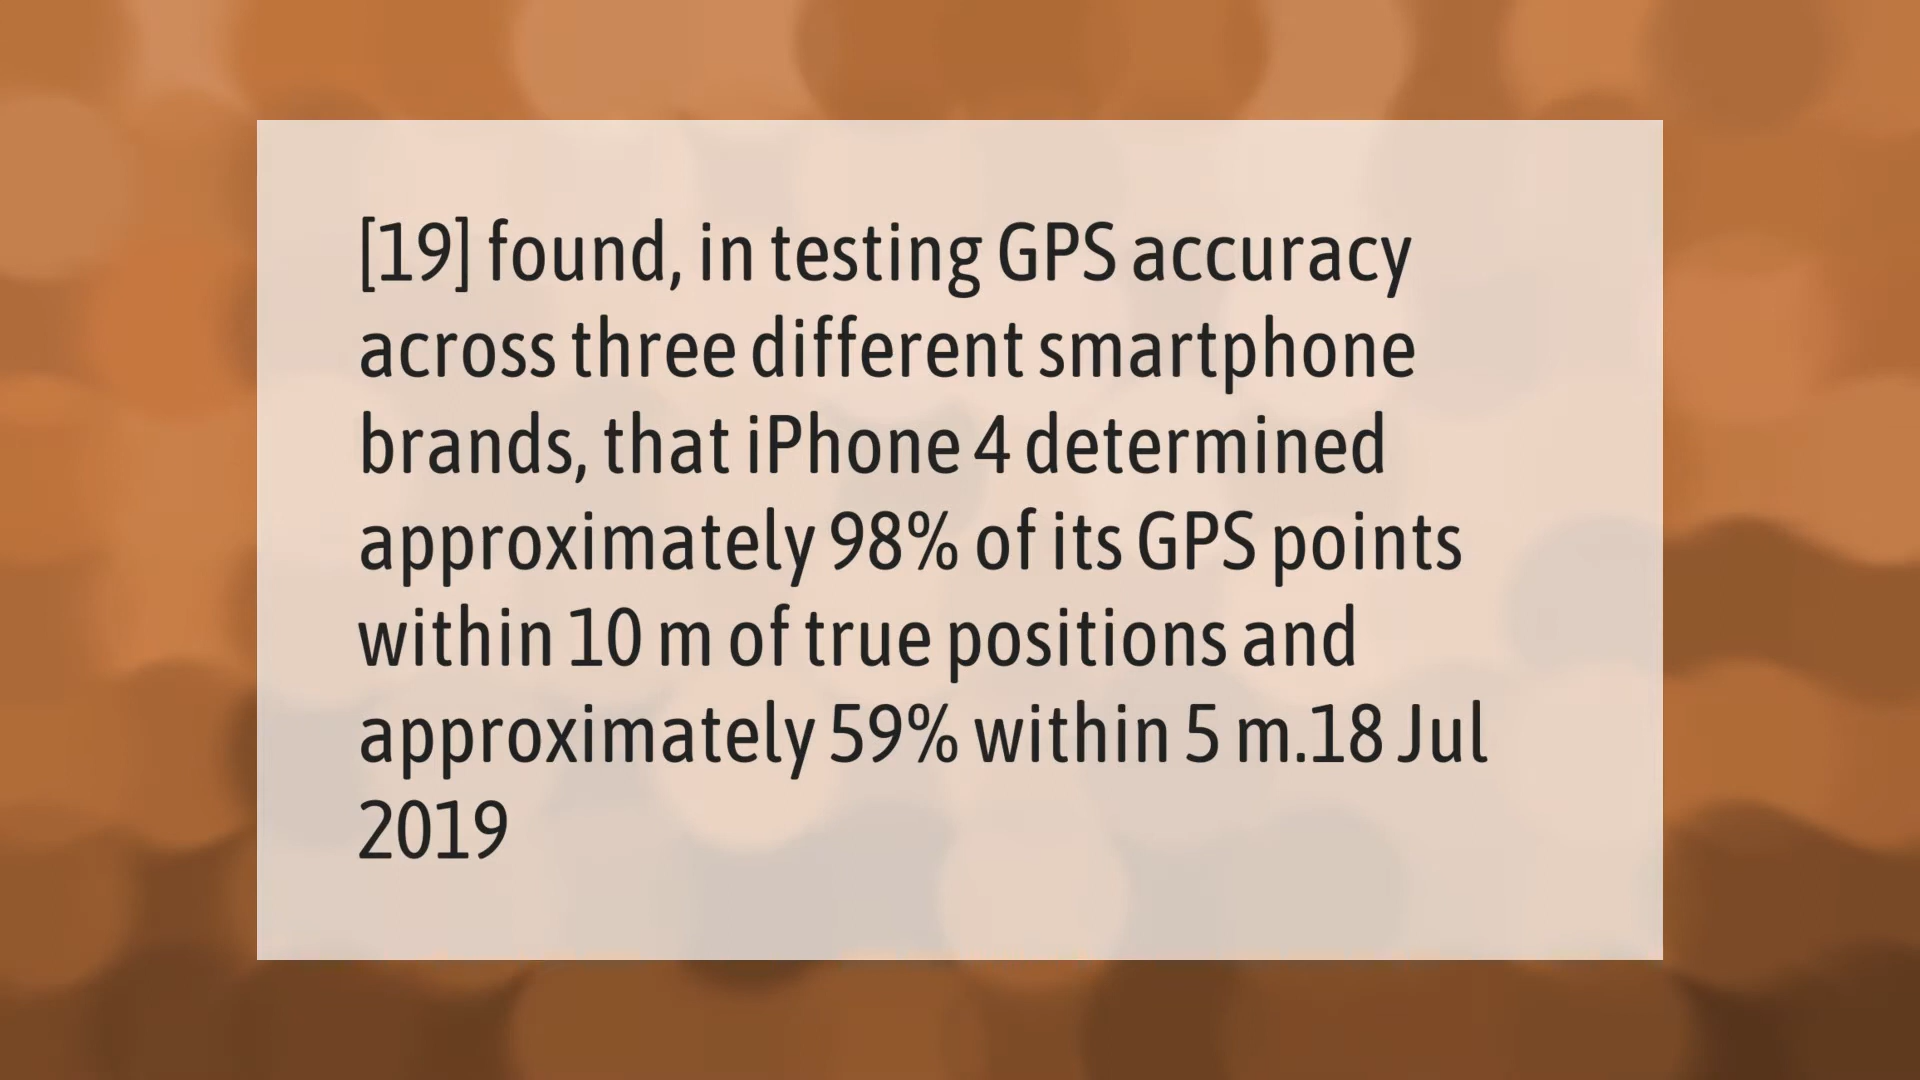 [19] found, in testing GPS accuracy
across three different smartphone
brands, that iPhone 4 determined
approximately 98% of its GPS points
within 10 m of true positions and
approximately 59% within 5 m.18 Jul
2019